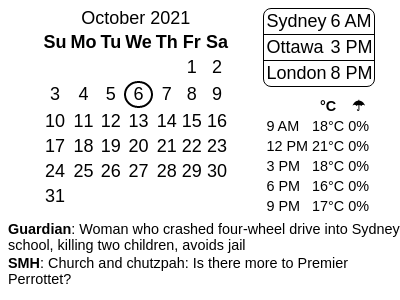 October 2021
Su Mo Tu We Th Fr Sa
1 2
3 4 5 6 7 8 9
10 11 12 13 14 15 16
17 18 19 20 21 22 23
24 25 26 27 28 29 30
31
Sydney 6 AM
Ottawa 3 PM
London 8 PM
°C ☂
9 AM 18°C 0%
12 PM 21°C 0%
3 PM 18°C 0%
6 PM 16°C 0%
9 PM 17°C 0%
Guardian: Woman who crashed four-wheel drive into Sydney
school, killing two children, avoids jail
SMH: Church and chutzpah: Is there more to Premier
Perrottet?